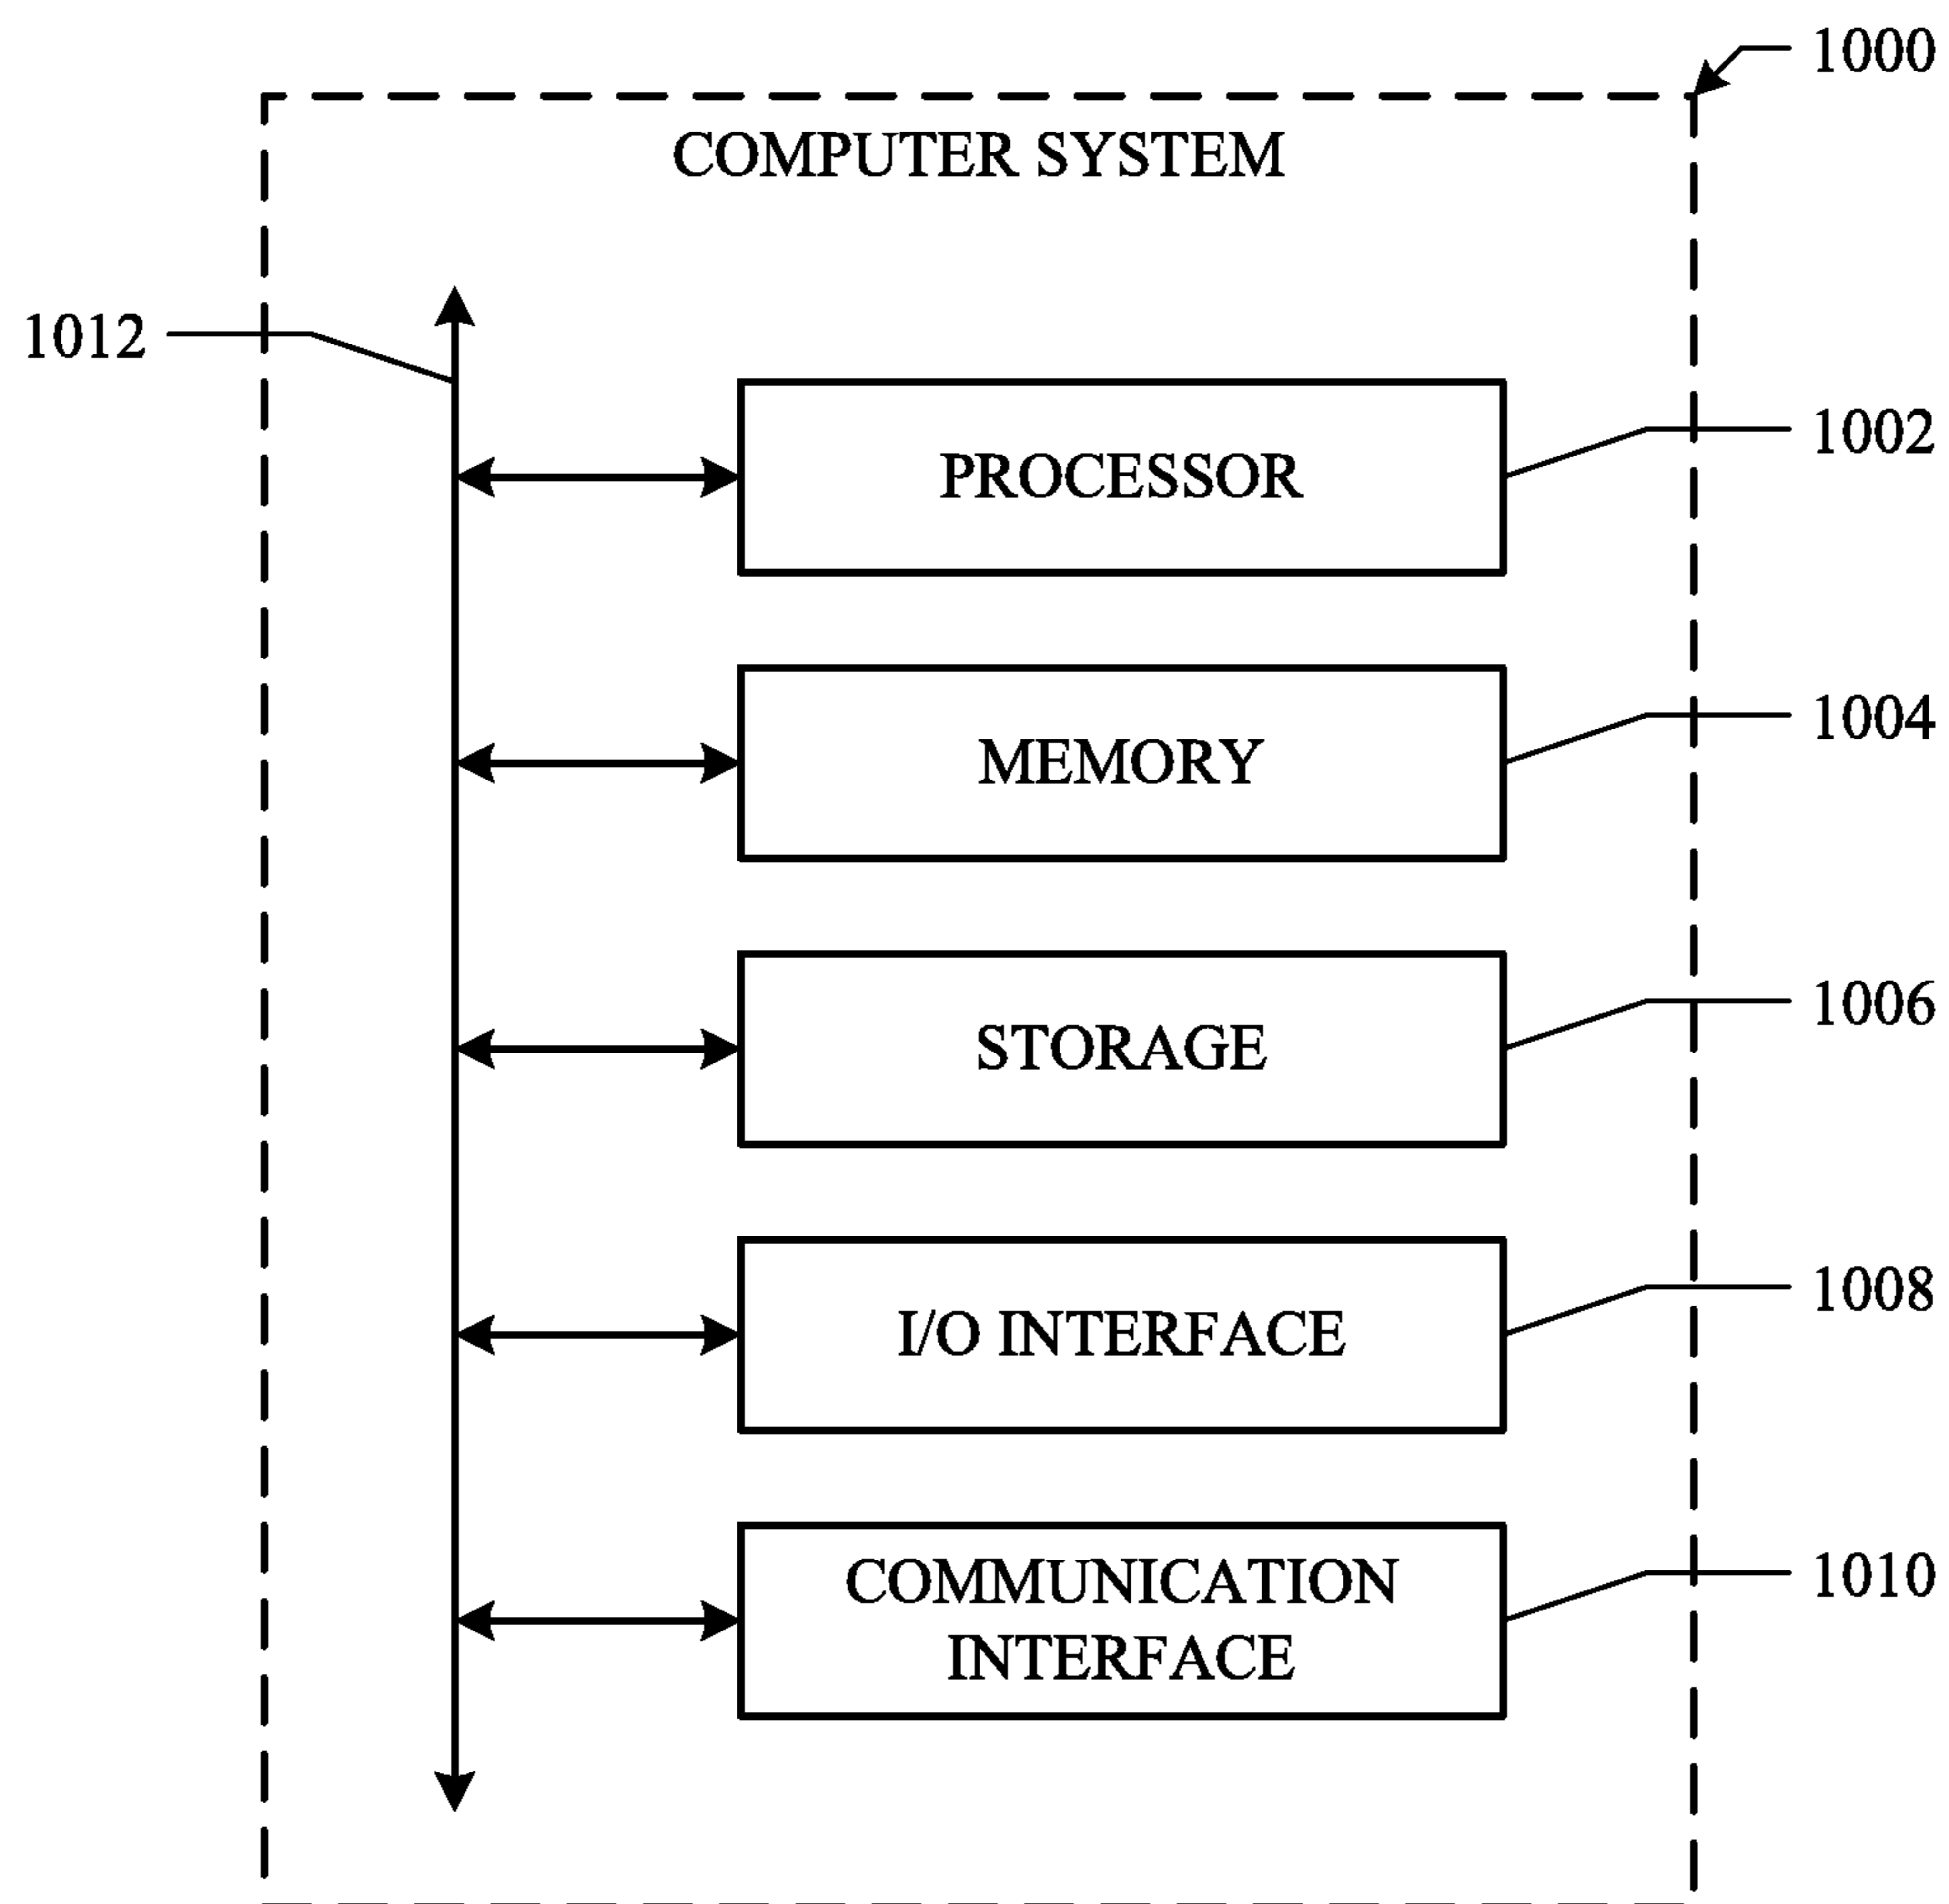 1000
COMPUTER SYSTEM
1012
PROCESSOR
1002
MEMORY
1004
STORAGE
1006
I/O INTERFACE
1008
COMMUNICATION
INTERFACE
1010